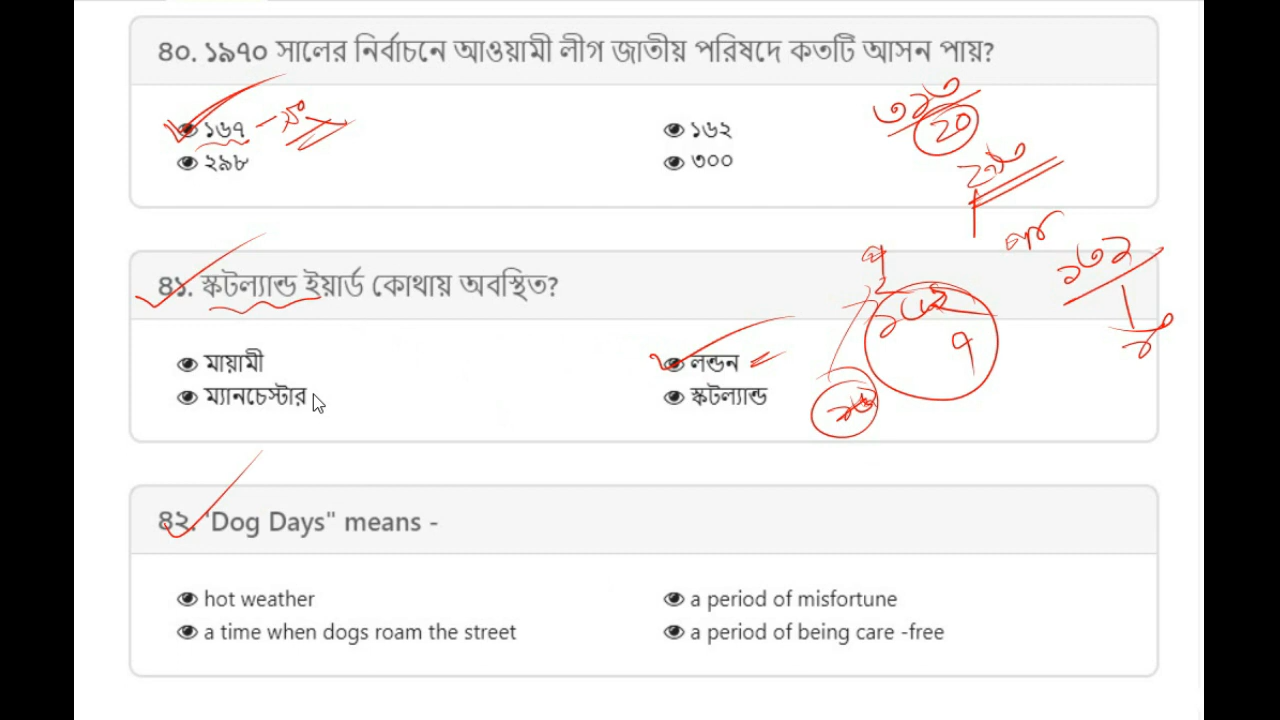 ৪০. ১৯৭০ সালের নির্বাচনে আওয়ামী লীগ জাতীয় পরিষদে কতটি আসন পায়?
১৬৭
১৬২
২৯৮
৩০০
৪১. স্কটল্যান্ড ইয়ার্ড কোথায় অবস্থিত?
মায়ামী
লন্ডন
ম্যানচেস্টার
স্কটল্যান্ড
৪২. "Dog Days" means -
hot weather
a period of misfortune
a time when dogs roam the street
a period of being care -free